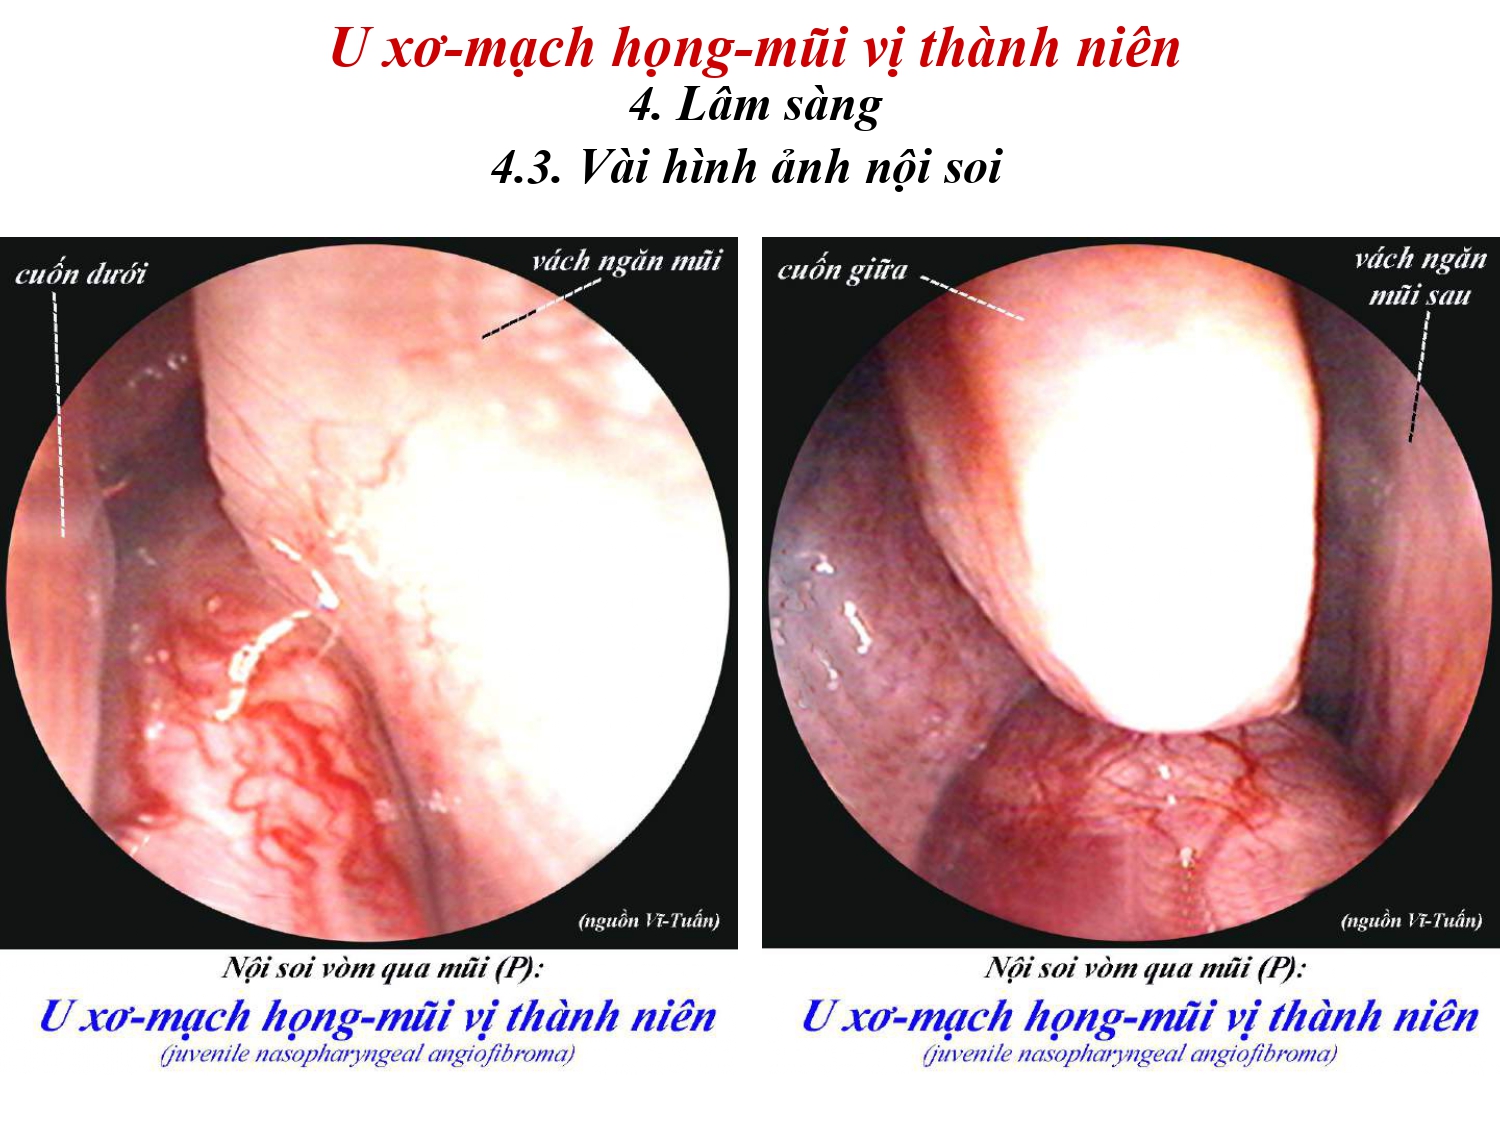 U xơ-mạch họng-mũi vị thành niên
4. Lâm sàng
4.3. Vài hình ảnh nội soi
cuốn dưới
vách ngăn mũi
(nguồn Vĩ-Tuấn)
Nội soi vòm qua mũi (P):
U xơ-mạch họng-mũi vị thành niên
(juvenile nasopharyngeal angiofibroma)
cuốn giữa
vách ngăn
mũi sau
(nguồn Vĩ-Tuấn)
Nội soi vòm qua mũi (P):
U xơ-mạch họng-mũi vị thành niên
(juvenile nasopharyngeal angiofibroma)